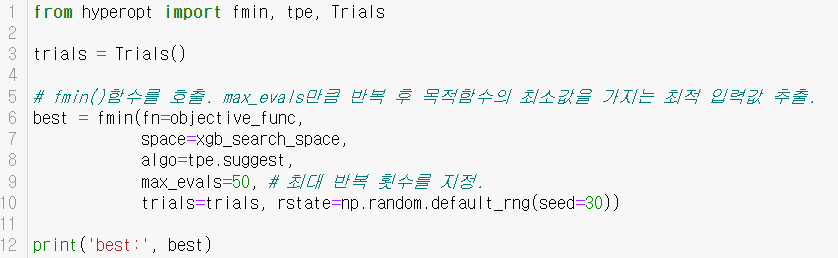 1 from hyperopt import fmin, tpe, Trials
2
3 trials = Trials()
4
5 # fmin()함수를 호출. max_evals만큼 반복 후 목적함수의 최소값을 가지는 최적 입력값 추출.
6 best = fmin(fn=objective_func,
7             space=xgb_search_space,
8             algo=tpe.suggest,
9             max_evals=50, # 최대 반복 횟수를 지정.
10             trials=trials, rstate=np.random.default_rng(seed=30))
11
12 print('best:', best)